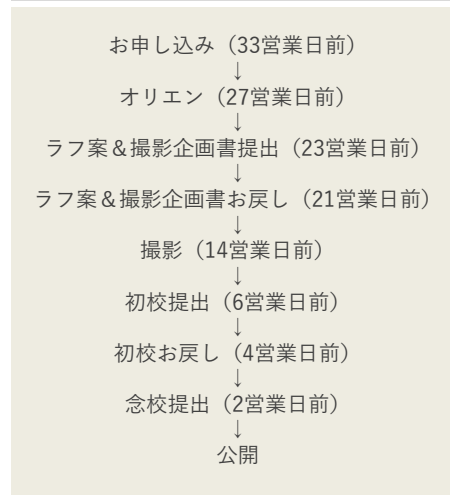 お申し込み（33営業日前）
↓
オリエン（27営業日前）
↓
ラフ案＆撮影企画書提出（23営業日前）
↓
ラフ案＆撮影企画書お戻し（21営業日前）
↓
撮影（14営業日前）
↓
初校提出（6営業日前）
↓
初校お戻し（4営業日前）
↓
念校提出（2営業日前）
↓
公開